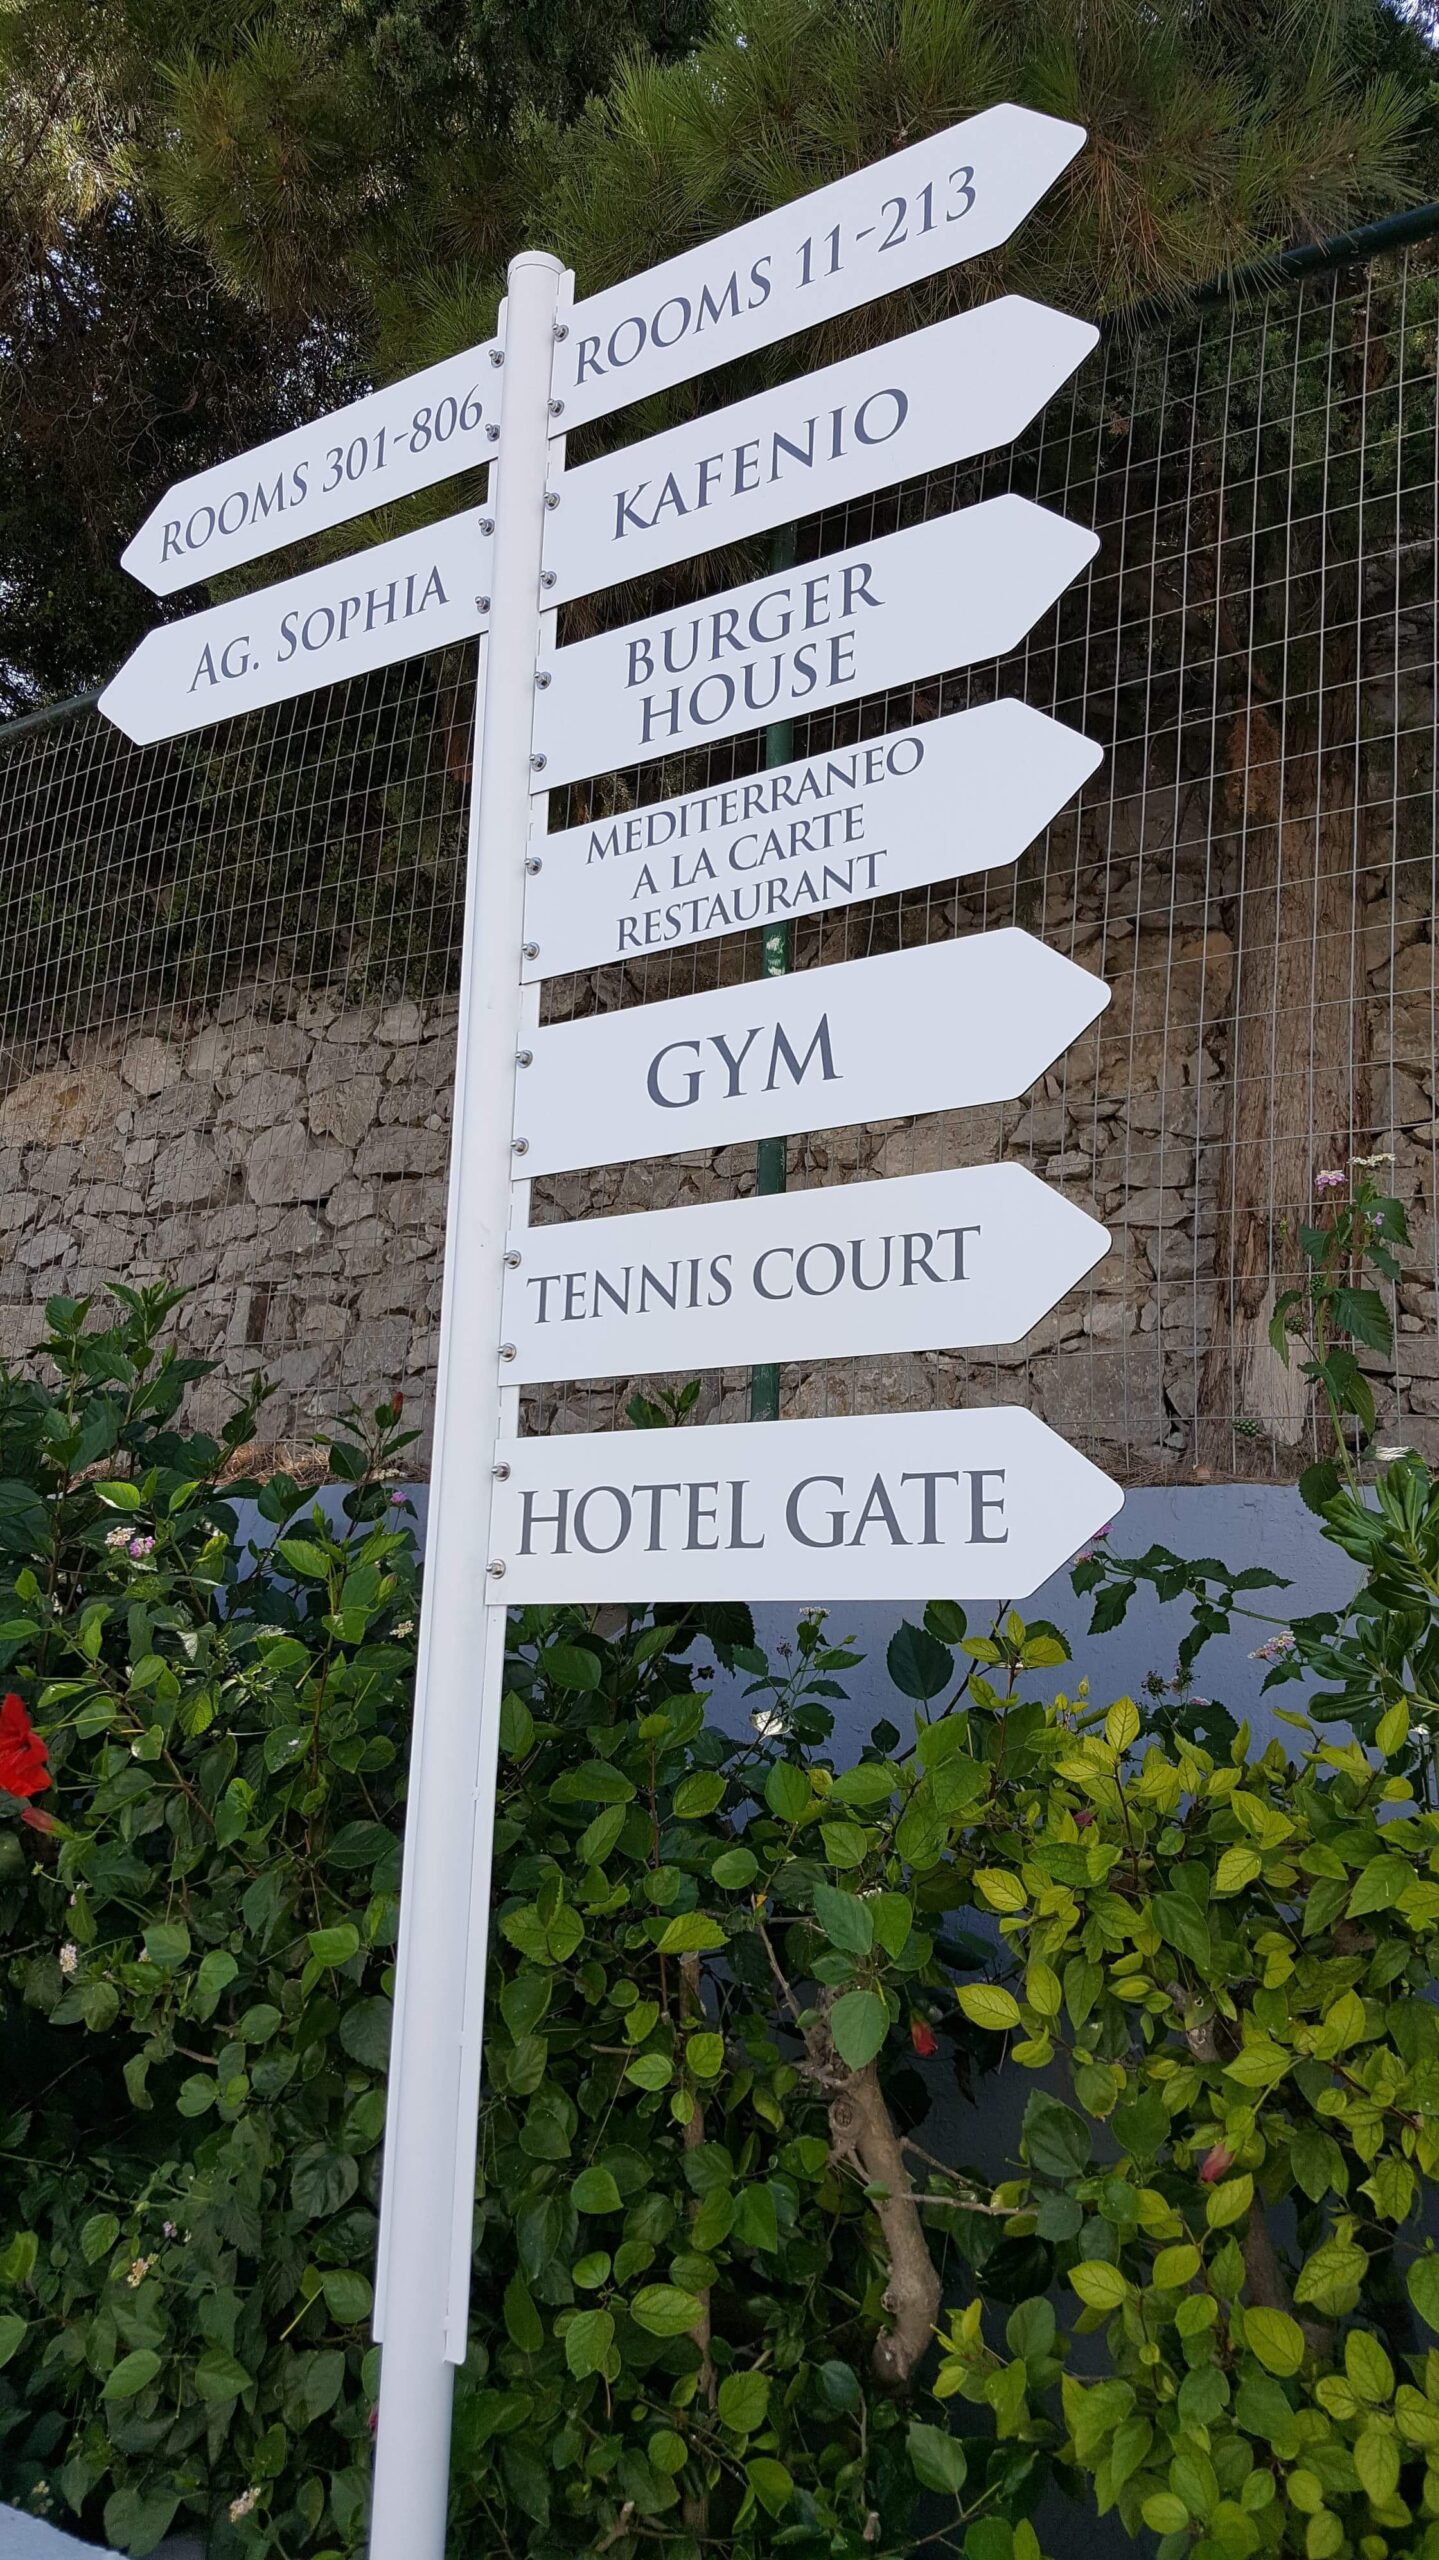 ROOMS 301-806
AG. SOPHIA
ROOMS 11-213
KAFENIO
BURGER
HOUSE
MEDITERRANEO
A LA CARTE
RESTAURANT
GYM
TENNIS COURT
HOTEL GATE